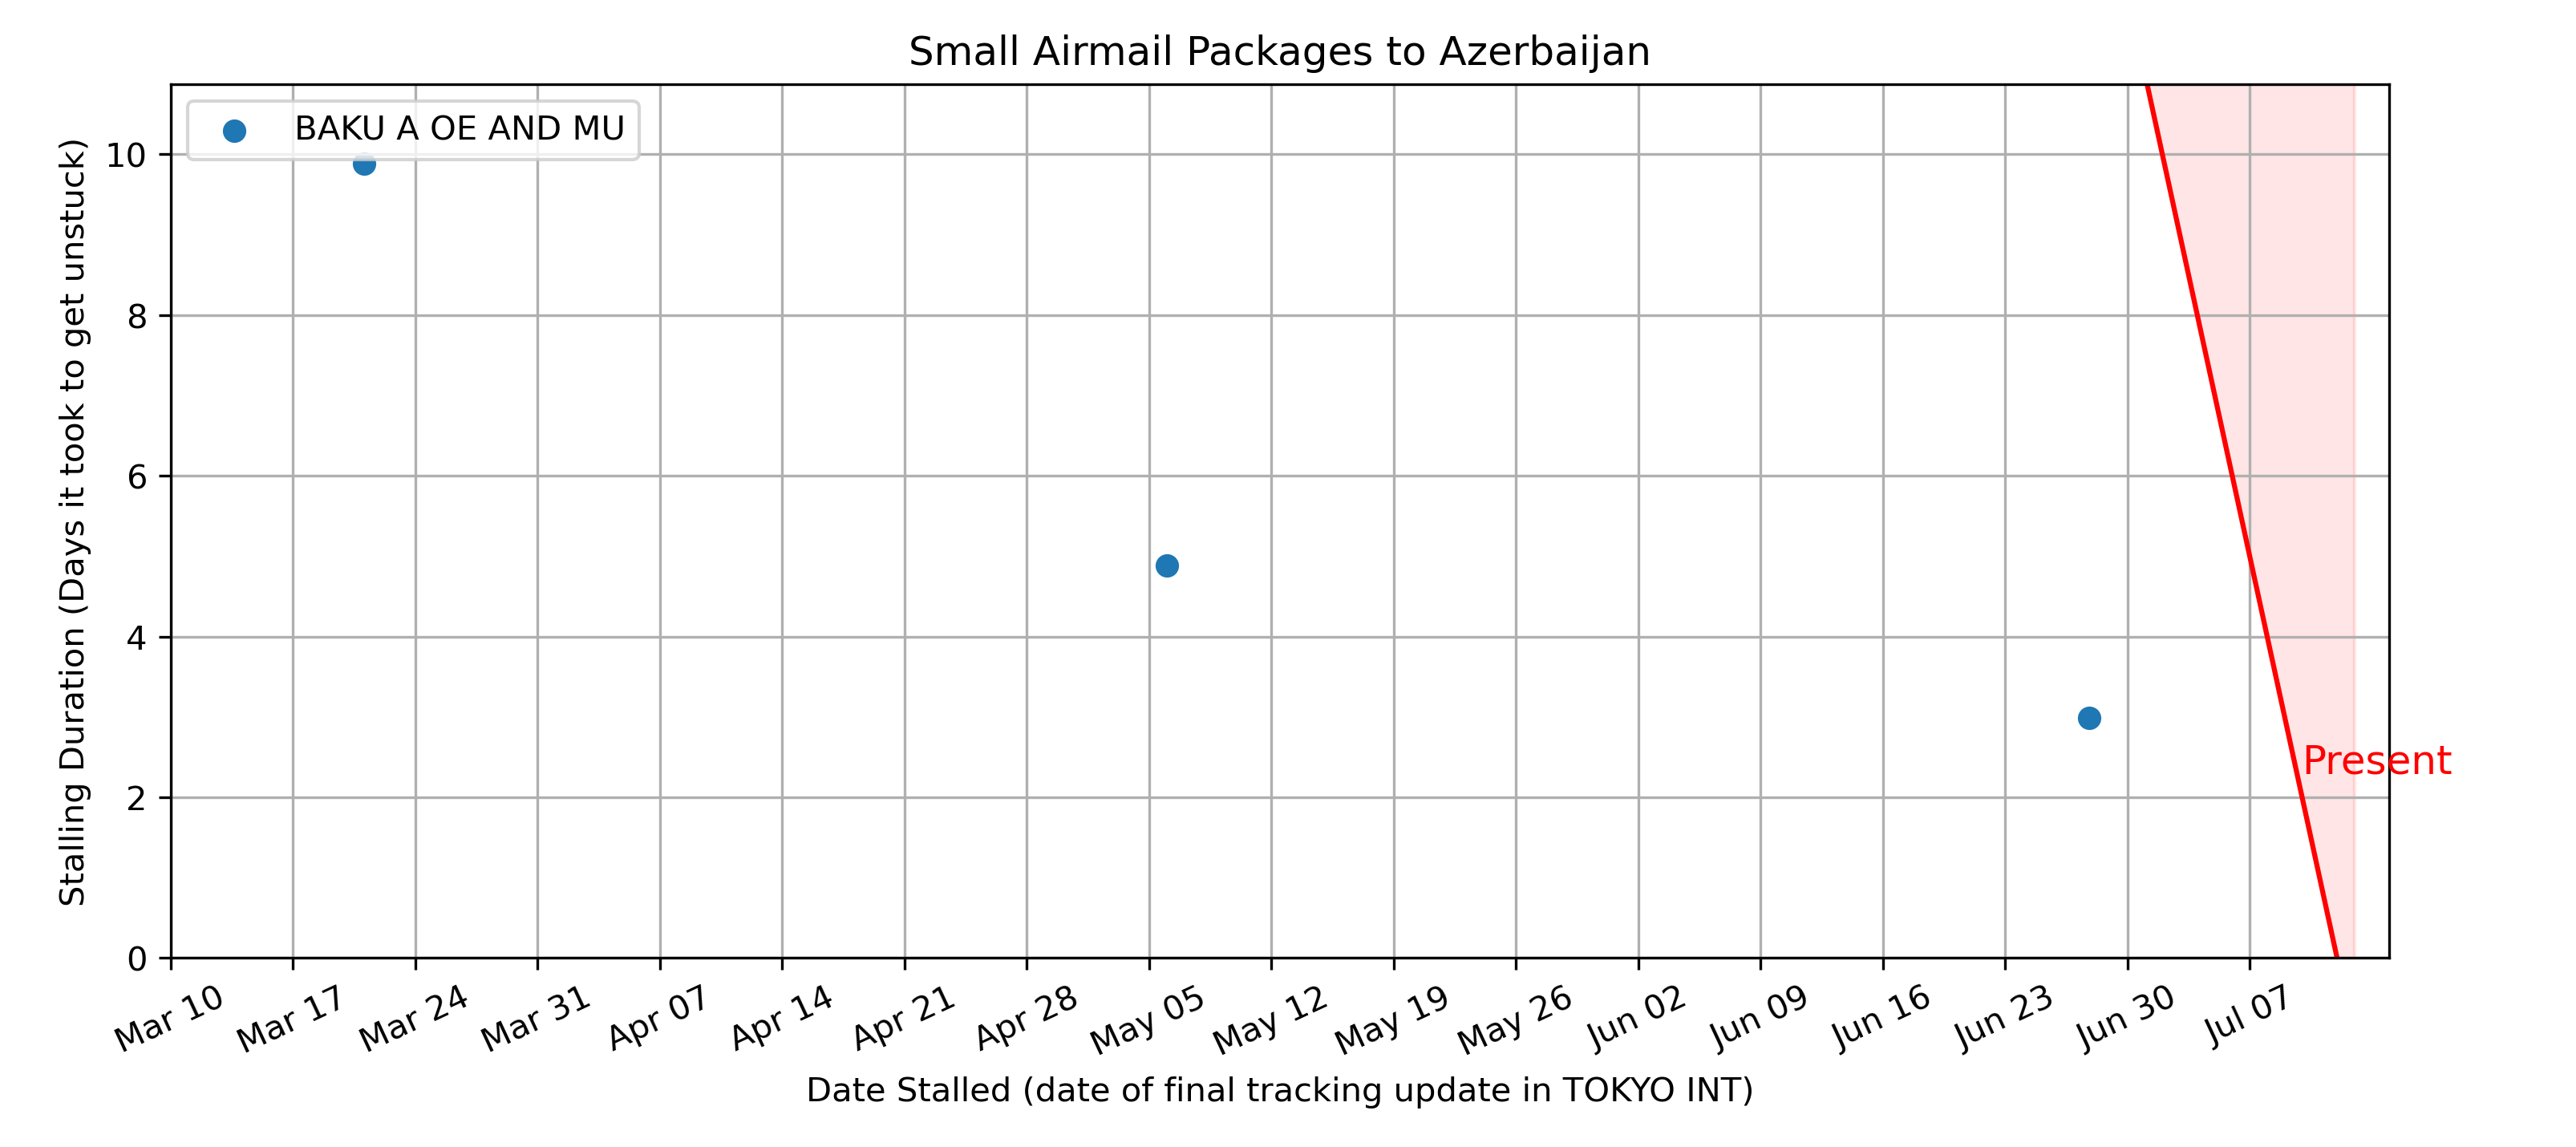 Small Airmail Packages to Azerbaijan
BAKU A OE AND MU
Stalling Duration (Days it took to get unstuck)
10
8
6
4
2
0
Present
Mar 10 Mar 17 Mar 24 Mar 31 Apr 07 Apr 14 Apr 21 Apr 28 May 05 May 12 May 19 May 26 Jun 02 Jun 09 Jun 16 Jun 23 Jun 30 Jul 07
Date Stalled (date of final tracking update in TOKYO INT)